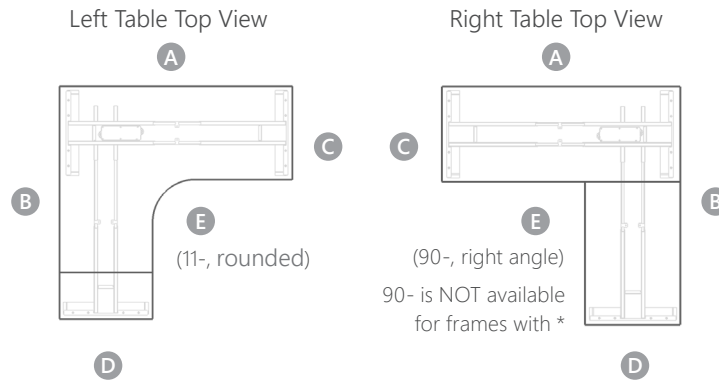 Left Table Top View
A
C
B
E
(11-, rounded)
D
Right Table Top View
A
C
B
E
(90-, right angle)
90- is NOT available
for frames with *
D